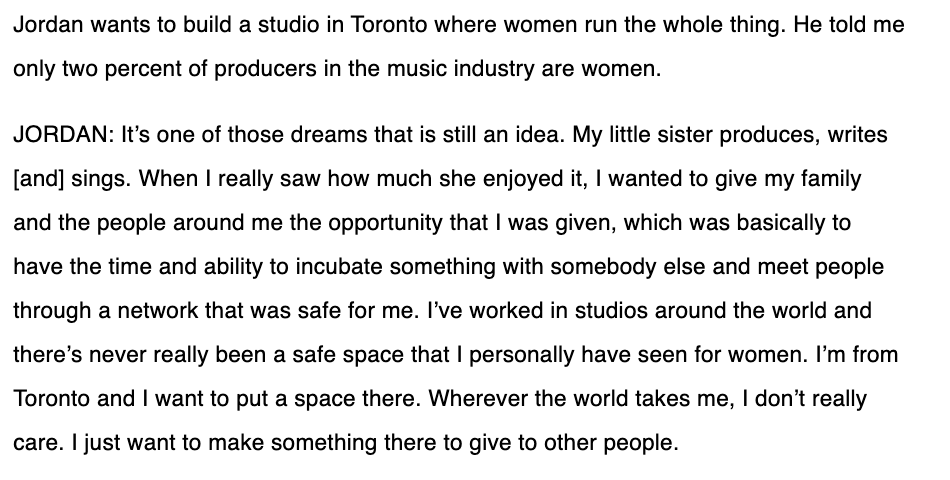 Jordan wants to build a studio in Toronto where women run the whole thing. He told me
only two percent of producers in the music industry are women.
JORDAN: It’s one of those dreams that is still an idea. My little sister produces, writes
[and] sings. When I really saw how much she enjoyed it, I wanted to give my family
and the people around me the opportunity that I was given, which was basically to
have the time and ability to incubate something with somebody else and meet people
through a network that was safe for me. I’ve worked in studios around the world and
there’s never really been a safe space that I personally have seen for women. I’m from
Toronto and I want to put a space there. Wherever the world takes me, I don’t really
care. I just want to make something there to give to other people.